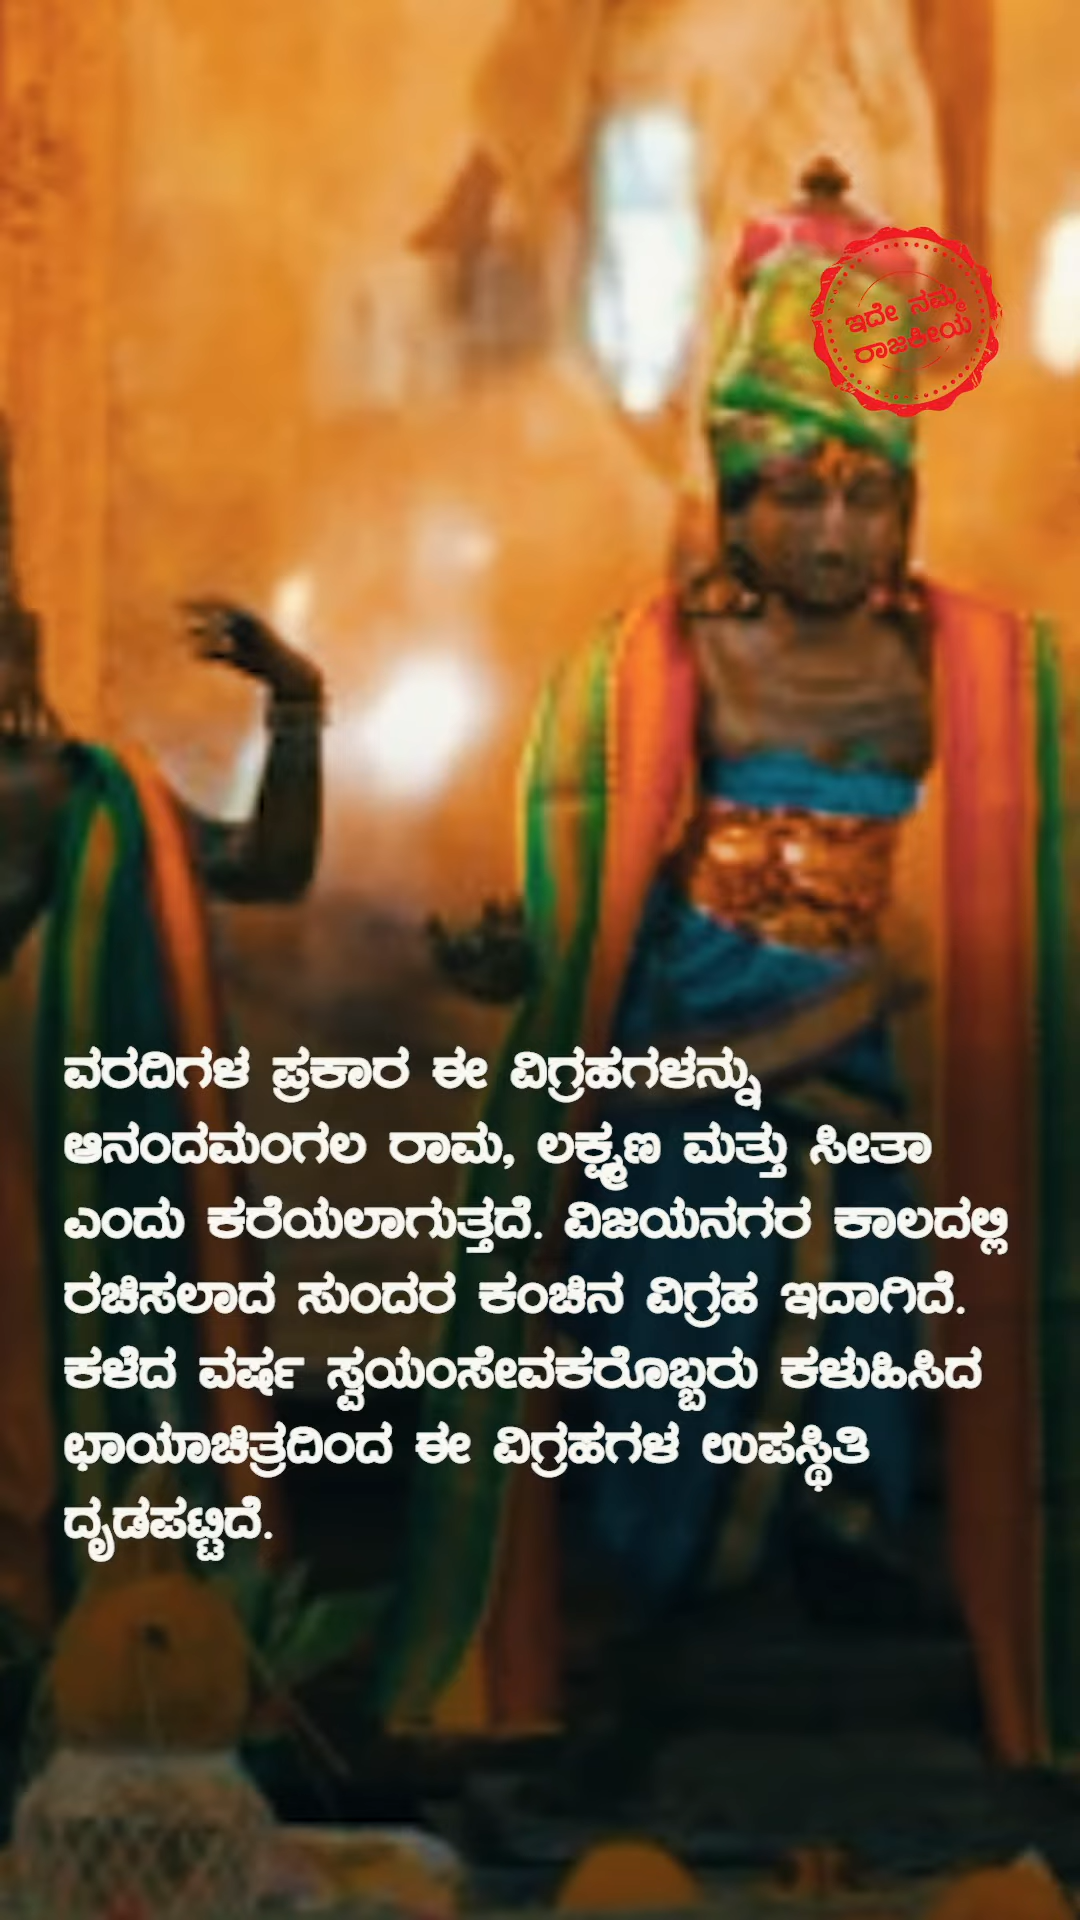 ಇದೇ ನಮ್ಮ
ರಾಜಕೀಯ
ವರದಿಗಳ ಪ್ರಕಾರ ಈ ವಿಗ್ರಹಗಳನ್ನು
ಆನಂದಮಂಗಲ ರಾಮ, ಲಕ್ಷ್ಮಣ ಮತ್ತು ಸೀತಾ
ಎಂದು ಕರೆಯಲಾಗುತ್ತದೆ. ವಿಜಯನಗರ ಕಾಲದಲ್ಲಿ
ರಚಿಸಲಾದ ಸುಂದರ ಕಂಚಿನ ವಿಗ್ರಹ ಇದಾಗಿದೆ.
ಕಳೆದ ವರ್ಷ ಸ್ವಯಂಸೇವಕರೊಬ್ಬರು ಕಳುಹಿಸಿದ
ಛಾಯಾಚಿತ್ರದಿಂದ ಈ ವಿಗ್ರಹಗಳ ಉಪಸ್ಥಿತಿ
ದೃಡಪಟ್ಟಿದೆ.